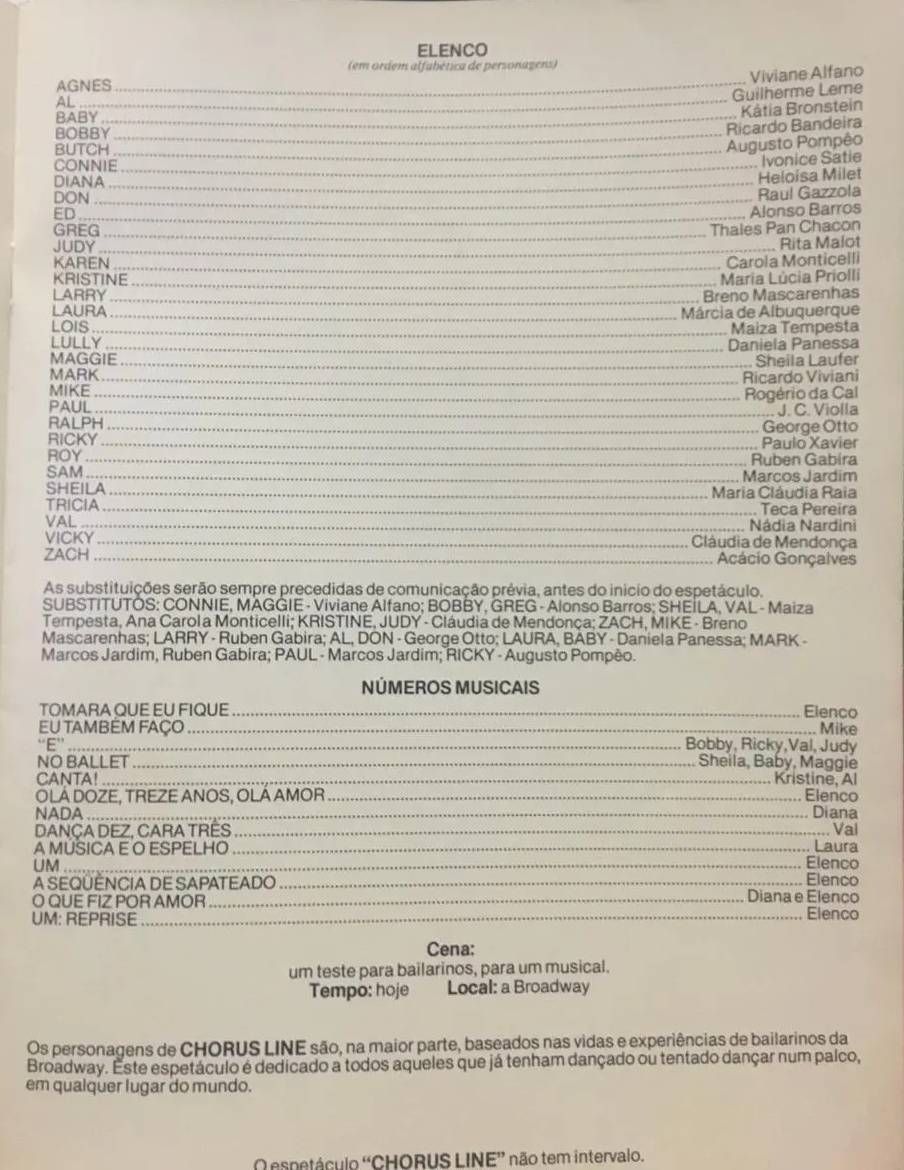 ELENCO
(em ordem alfabética de personagens)
AGNES Viviane Alfano
AL Guilherme Leme
BABY Kátia Bronstein
BOBBY Ricardo Bandeira
BUTCH Augusto Pompêo
CONNIE Ivonice Satie
DIANA Heloísa Milet
DON Raul Gazzola
ED Alonso Barros
GREG Thales Pan Chacon
JUDY Rita Malot
KAREN Carola Monticelli
KRISTINE Maria Lúcia Priolli
LARRY Breno Mascarenhas
LAURA Márcia de Albuquerque
LOIS Maiza Tempesta
LULLY Daniela Panessa
MAGGIE Sheila Laufer
MARK Ricardo Viviani
MIKE Rogério da Cal
PAUL J. C. Violla
RALPH George Otto
RICKY Paulo Xavier
ROY Ruben Gabira
SAM Marcos Jardim
SHEILA Maria Cláudia Raia
TRICIA Teca Pereira
VAL Nádia Nardini
VICKY Cláudia de Mendonça
ZACH Acácio Gonçalves
As substituições serão sempre precedidas de comunicação prévia, antes do inicio do espetáculo.
SUBSTITUTOS: CONNIE, MAGGIE - Viviane Alfano; BOBBY, GREG - Alonso Barros; SHEILA, VAL - Maiza
Tempesta, Ana Carola Monticelli; KRISTINE, JUDY - Cláudia de Mendonça; ZACH, MIKE - Breno
Mascarenhas; LARRY - Ruben Gabira; AL, DON - George Otto; LAURA, BABY - Daniela Panessa; MARK -
Marcos Jardim, Ruben Gabira; PAUL - Marcos Jardim; RICKY - Augusto Pompêo.
NÚMEROS MUSICAIS
TOMARA QUE EU FIQUE Elenco
EU TAMBÉM FAÇO Mike
"E" Bobby, Ricky, Val, Judy
NO BALLET Sheila, Baby, Maggie
CANTA! Kristine, Al
OLÁ DOZE, TREZE ANOS, OLÁ AMOR Elenco
NADA Diana
DANÇA DEZ, CARA TRÊS Val
A MÚSICA E O ESPELHO Laura
UM Elenco
A SEQÜÊNCIA DE SAPATEADO Elenco
O QUE FIZ POR AMOR Diana e Elenco
UM: REPRISE Elenco
Cena:
um teste para bailarinos, para um musical.
Tempo: hoje Local: a Broadway
Os personagens de CHORUS LINE são, na maior parte, baseados nas vidas e experiências de bailarinos da
Broadway. Este espetáculo é dedicado a todos aqueles que já tenham dançado ou tentado dançar num palco,
em qualquer lugar do mundo.
O espetáculo "CHORUS LINE" não tem intervalo.